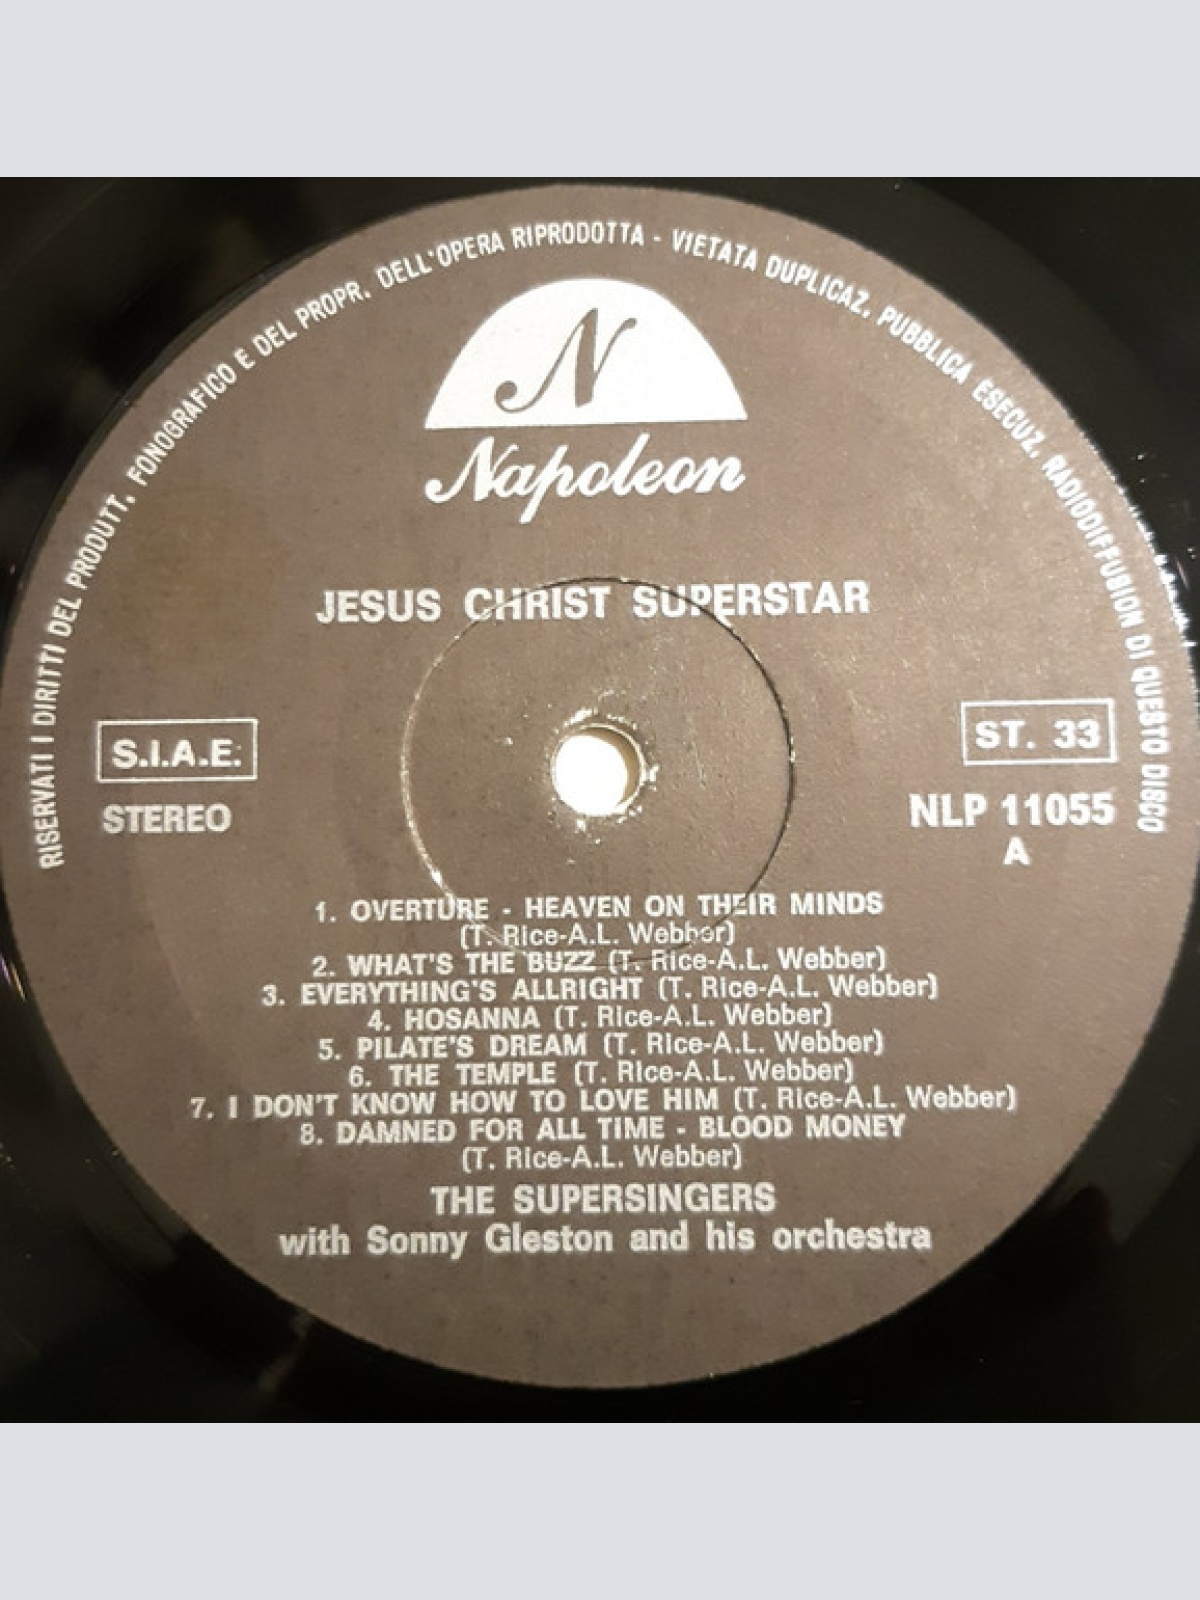 RISERVATI I DIRITTI DEL PRODUTT. FONOGRAFICO E DEL PROPR. DELL'OPERA RIPRODOTTA - VIETATA DUPLICAZ. PUBBLICA ESECUZ. RADIODIFFUSION DI QUESTO DISCO
N
Napoleon
JESUS CHRIST SUPERSTAR
S.I.A.E.
STEREO
ST. 33
NLP 11055
A
1. OVERTURE - HEAVEN ON THEIR MINDS
(T. Rice-A.L. Webber)
2. WHAT'S THE BUZZ (T. Rice-A.L. Webber)
3. EVERYTHING'S ALLRIGHT (T. Rice-A.L. Webber)
4. HOSANNA (T. Rice-A.L. Webber)
5. PILATE'S DREAM (T. Rice-A.L. Webber)
6. THE TEMPLE (T. Rice-A.L. Webber)
7. I DON'T KNOW HOW TO LOVE HIM (T. Rice-A.L. Webber)
8. DAMNED FOR ALL TIME - BLOOD MONEY
(T. Rice-A.L. Webber)
THE SUPERSINGERS
with Sonny Gleston and his orchestra